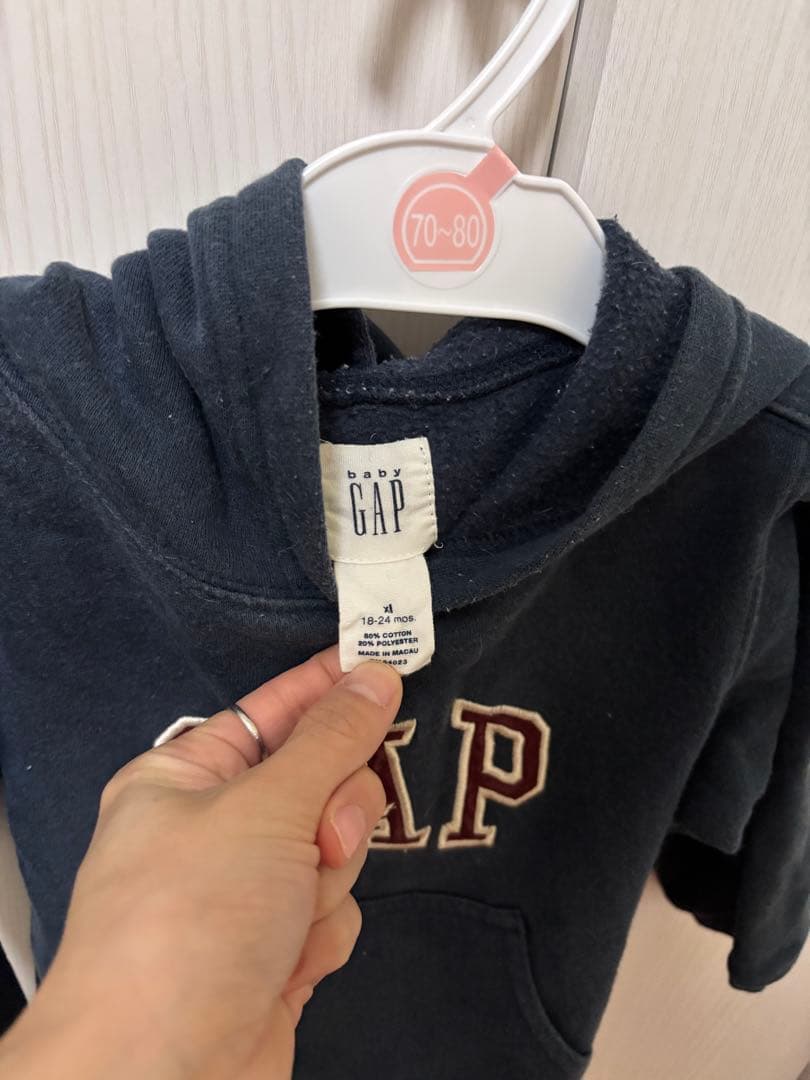 70~80
baby
GAP
xl
18-24 mos.
80% COTTON
20% POLYESTER
MADE IN MACAU
AP